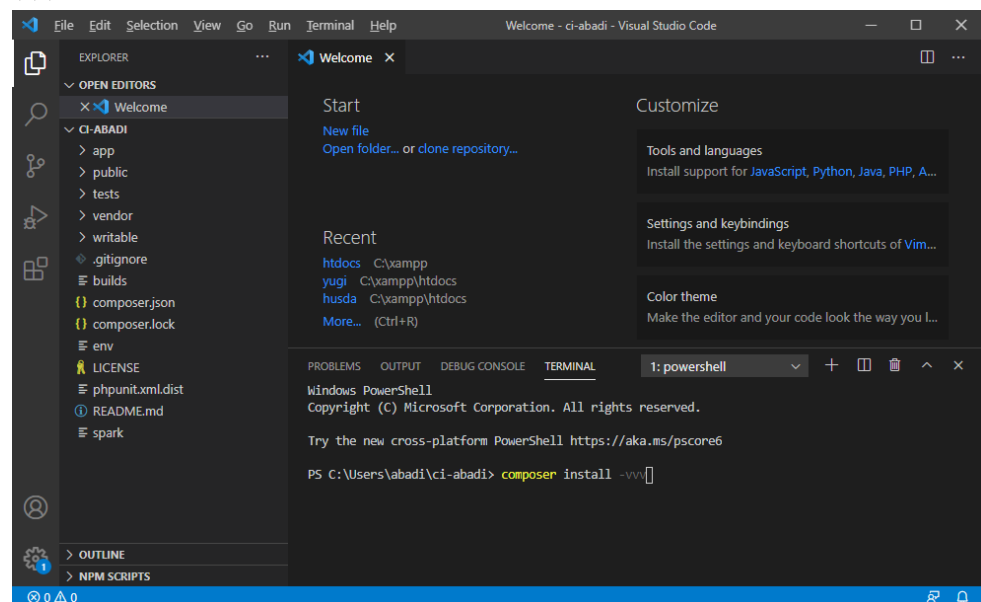 File Edit Selection View Go Run Terminal Help Welcome - ci-abadi - Visual Studio Code
EXPLORER
OPEN EDITORS
Welcome
CI-ABADI
app
public
tests
vendor
writable
.gitignore
builds
{} composer.json
{} composer.lock
env
LICENSE
phpunit.xml.dist
README.md
spark
OUTLINE
NPM SCRIPTS
Welcome
Start
New file
Open folder... or clone repository...
Recent
htdocs C:\xampp
yugi C:\xampp\htdocs
husda C:\xampp\htdocs
More... (Ctrl+R)
Customize
Tools and languages
Install support for JavaScript, Python, Java, PHP, A...
Settings and keybindings
Install the settings and keyboard shortcuts of Vim...
Color theme
Make the editor and your code look the way you l...
PROBLEMS OUTPUT DEBUG CONSOLE TERMINAL 1: powershell
Windows PowerShell
Copyright (C) Microsoft Corporation. All rights reserved.
Try the new cross-platform PowerShell https://aka.ms/pscore6
PS C:\Users\abadi\ci-abadi> composer install -vvv
1
0 0